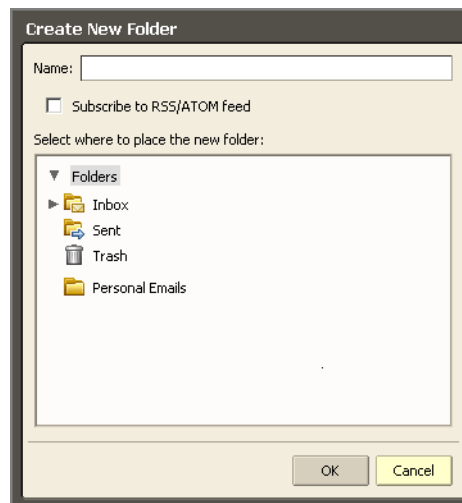 Create New Folder
Name:
Subscribe to RSS/ATOM feed
Select where to place the new folder:
Folders
Inbox
Sent
Trash
Personal Emails
OK Cancel